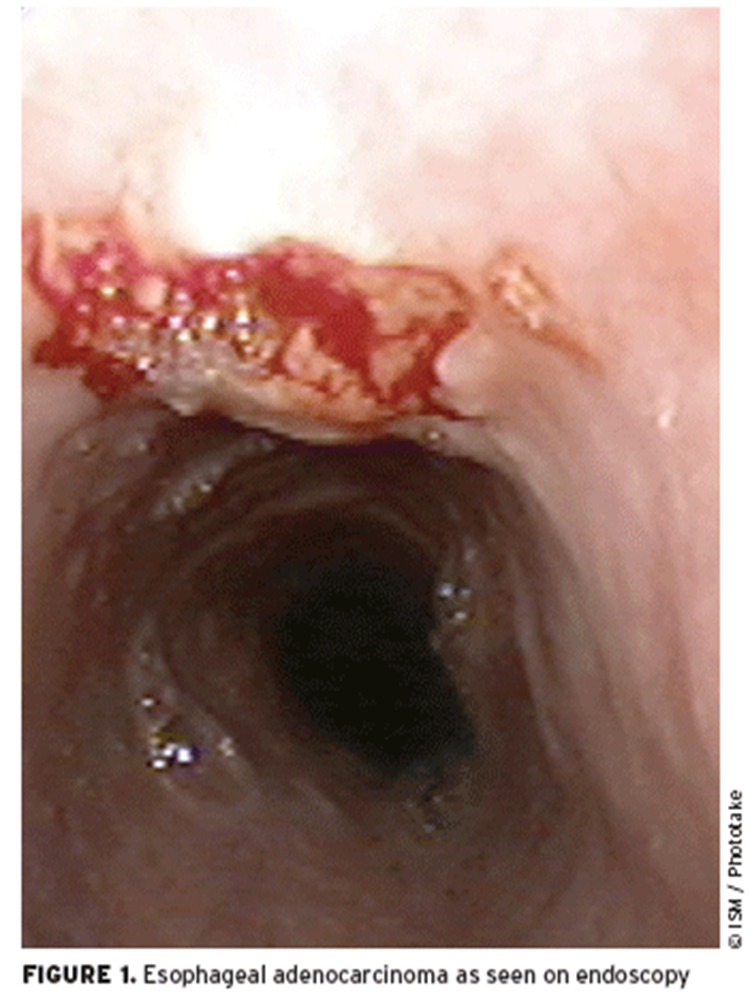 © ISM / Phototake
FIGURE 1. Esophageal adenocarcinoma as seen on endoscopy